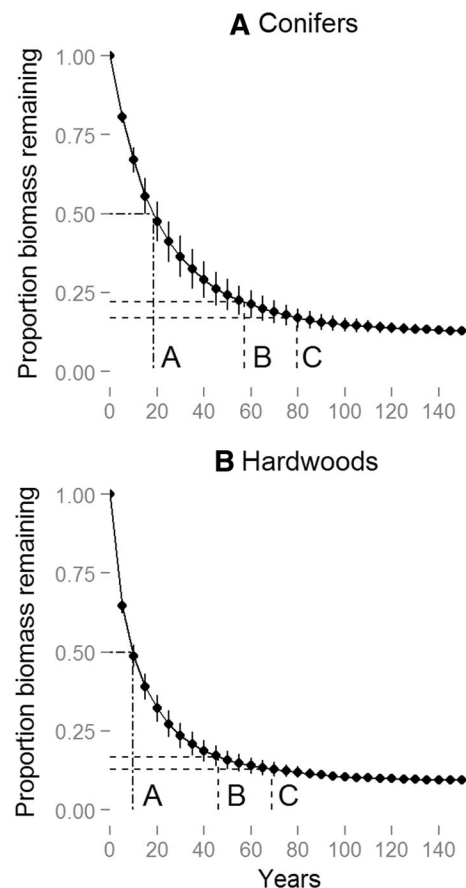 A Conifers
Proportion biomass remaining
1.00
0.75
0.50
0.25
0.00
A
B
C
0 20 40 60 80 100 120 140
B Hardwoods
Proportion biomass remaining
1.00
0.75
0.50
0.25
0.00
A
B
C
0 20 40 60 80 100 120 140
Years